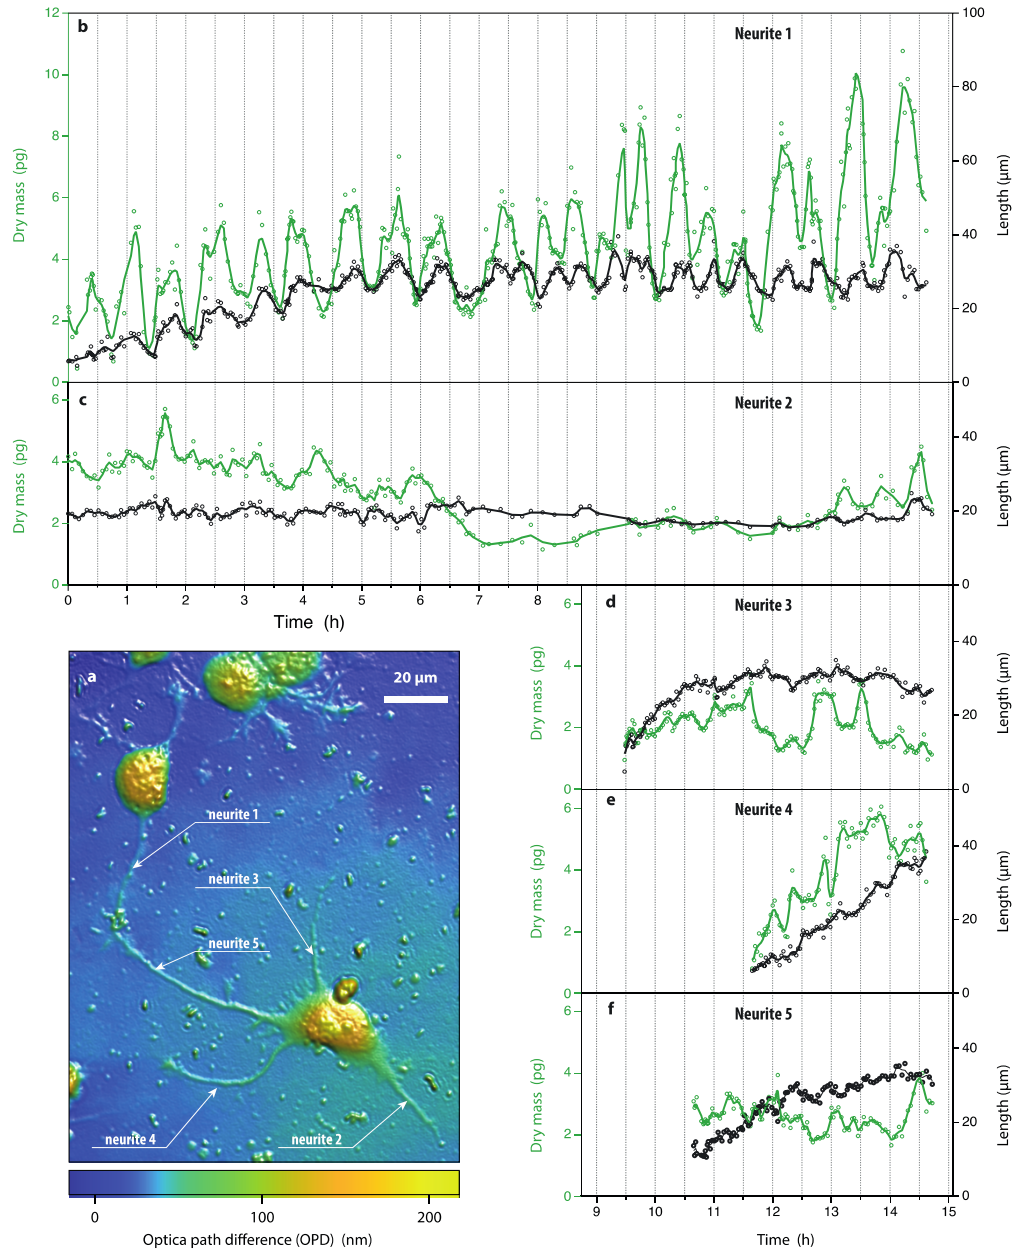 b
Neurite 1
12
10
8
6
4
2
0
Dry mass (pg)
100
80
60
40
20
0
Length (µm)
c
Neurite 2
6
4
2
0
Dry mass (pg)
40
20
0
Length (µm)
0 1 2 3 4 5 6 7 8
Time (h)
a
20 µm
neurite 1
neurite 3
neurite 5
neurite 4
neurite 2
0 100 200
Optica path difference (OPD) (nm)
d
Neurite 3
6
4
2
0
Dry mass (pg)
40
20
0
Length (µm)
e
Neurite 4
6
4
2
0
Dry mass (pg)
40
20
0
Length (µm)
f
Neurite 5
6
4
2
0
Dry mass (pg)
40
20
0
Length (µm)
9 10 11 12 13 14 15
Time (h)